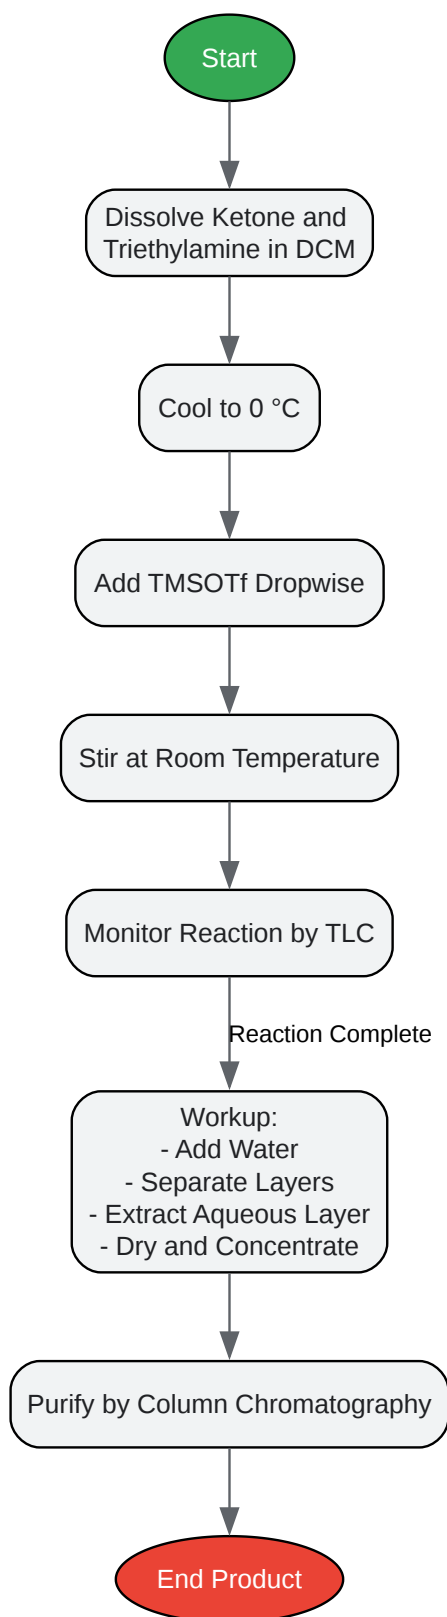 Start
Dissolve Ketone and
Triethylamine in DCM
Cool to 0 °C
Add TMSOTf Dropwise
Stir at Room Temperature
Monitor Reaction by TLC
Reaction Complete
Workup:
- Add Water
- Separate Layers
- Extract Aqueous Layer
- Dry and Concentrate
Purify by Column Chromatography
End Product